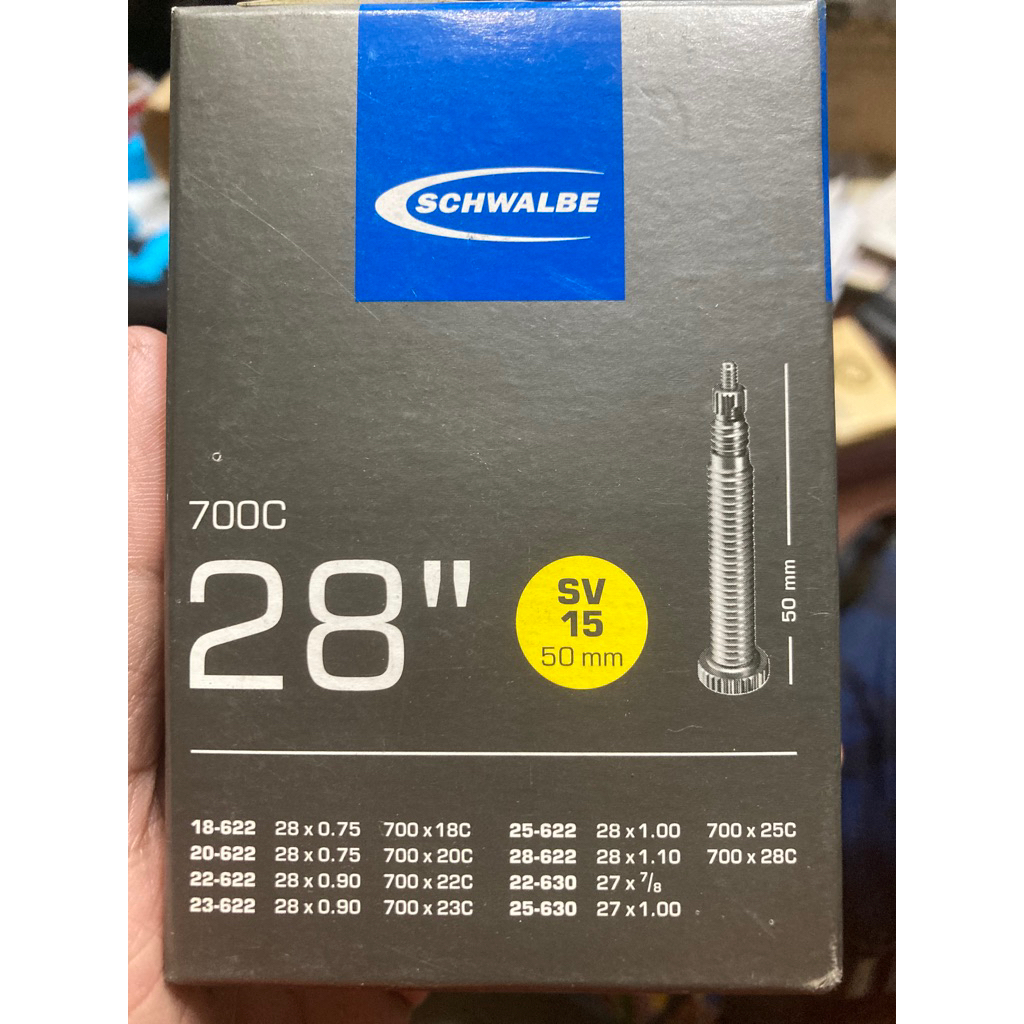 SCHWALBE
700C
28"
SV
15
50 mm
50 mm
18-622 28 x 0.75 700 x 18C
20-622 28 x 0.75 700 x 20C
22-622 28 x 0.90 700 x 22C
23-622 28 x 0.90 700 x 23C
25-622 28 x 1.00 700 x 25C
28-622 28 x 1.10 700 x 28C
22-630 27 x 7/8
25-630 27 x 1.00